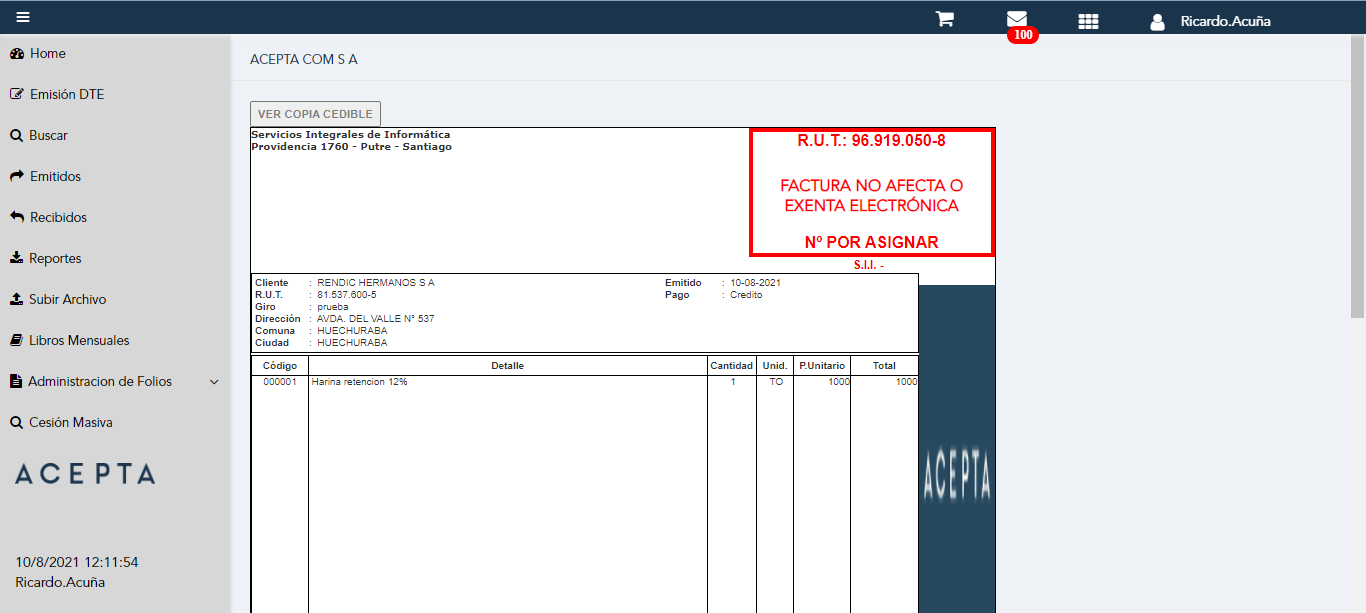 Ricardo.Acuña
100
Home
Emisión DTE
Buscar
Emitidos
Recibidos
Reportes
Subir Archivo
Libros Mensuales
Administracion de Folios
Cesión Masiva
ACEPTA
10/8/2021 12:11:54
Ricardo.Acuña
ACEPTA COM S A
VER COPIA CEDIBLE
Servicios Integrales de Informática
Providencia 1760 - Putre - Santiago
R.U.T.: 96.919.050-8
FACTURA NO AFECTA O
EXENTA ELECTRÓNICA
Nº POR ASIGNAR
S.I.I. -
Cliente : RENDIC HERMANOS S A Emitido : 10-08-2021
R.U.T. : 81.537.600-5 Pago : Credito
Giro : prueba
Dirección : AVDA. DEL VALLE N° 537
Comuna : HUECHURABA
Ciudad : HUECHURABA
Código Detalle Cantidad Unid. P.Unitario Total
000001 Harina retencion 12% 1 TO 1000 1000
ACEPTA